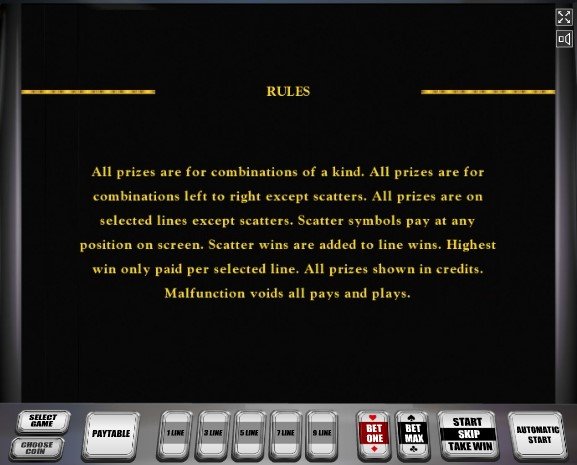 RULES
All prizes are for combinations of a kind. All prizes are for
combinations left to right except scatters. All prizes are on
selected lines except scatters. Scatter symbols pay at any
position on screen. Scatter wins are added to line wins. Highest
win only paid per selected line. All prizes shown in credits.
Malfunction voids all pays and plays.
SELECT
GAME
CHOOSE
COIN
PAYTABLE
1 LINE
3 LINE
5 LINE
7 LINE
9 LINE
BET
ONE
BET
MAX
START
SKIP
TAKE WIN
AUTOMATIC
START